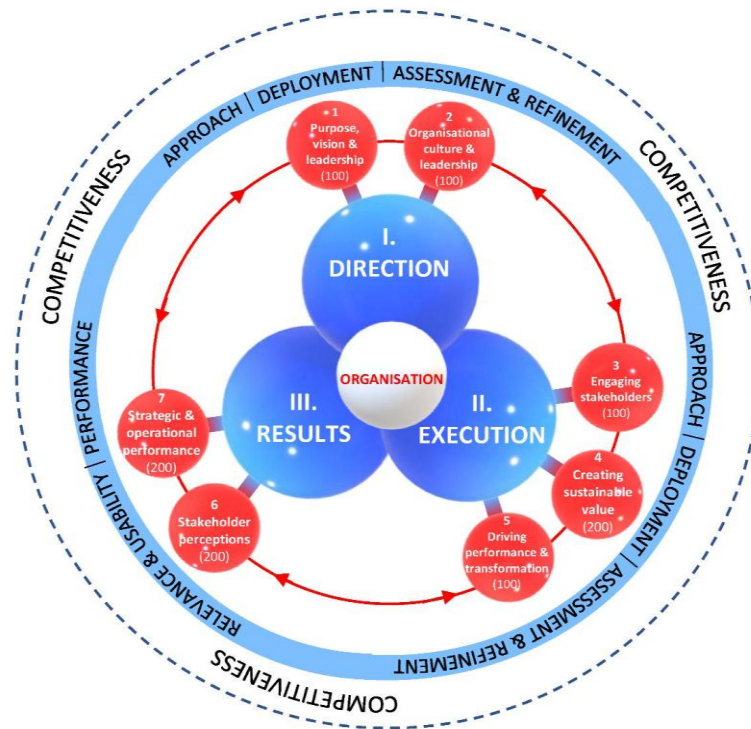 COMPETITIVENESS
COMPETITIVENESS
COMPETITIVENESS
APPROACH | DEPLOYMENT | ASSESSMENT & REFINEMENT
APPROACH | DEPLOYMENT | ASSESSMENT & REFINEMENT
RELEVANCE & USABILITY | PERFORMANCE
1
Purpose,
vision &
leadership
(100)
2
Organisational
culture &
leadership
(100)
I.
DIRECTION
ORGANISATION
II.
EXECUTION
III.
RESULTS
3
Engaging
stakeholders
(100)
4
Creating
sustainable
value
(200)
5
Driving
performance &
transformation
(100)
6
Stakeholder
perceptions
(200)
7
Strategic &
operational
performance
(200)